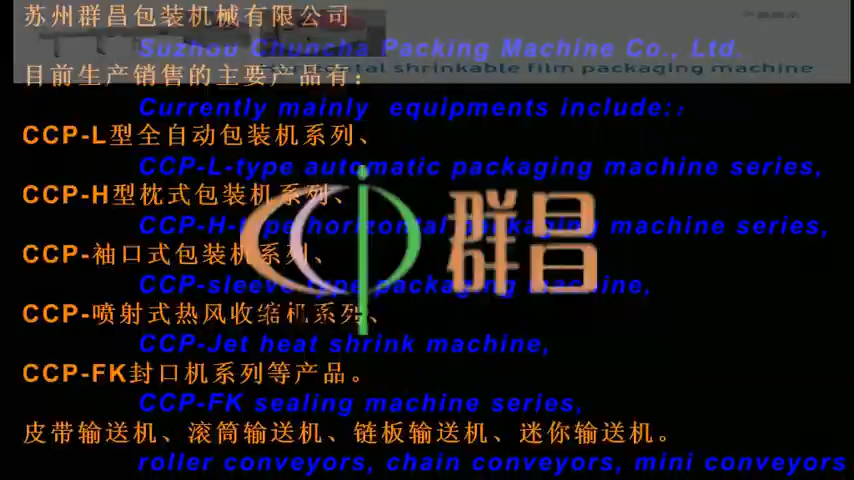 苏州群昌包装机械有限公司
Suzhou Chuncha Packing Machine Co., Ltd.
目前生产销售的主要产品有：
shrinkable film packaging machine
Currently mainly equipments include:;
CCP-L型全自动包装机系列、
CCP-L-type automatic packaging machine series,
CCP-H型枕式包装机系列、
CCP-H-type horizontal packaging machine series,
群昌
CCP-袖口式包装机系列、
CCP-sleeve type packaging machine,
CCP-喷射式热风收缩机系列、
CCP-Jet heat shrink machine,
CCP-FK封口机系列等产品。
CCP-FK sealing machine series,
皮带输送机、滚筒输送机、链板输送机、迷你输送机。
roller conveyors, chain conveyors, mini conveyors